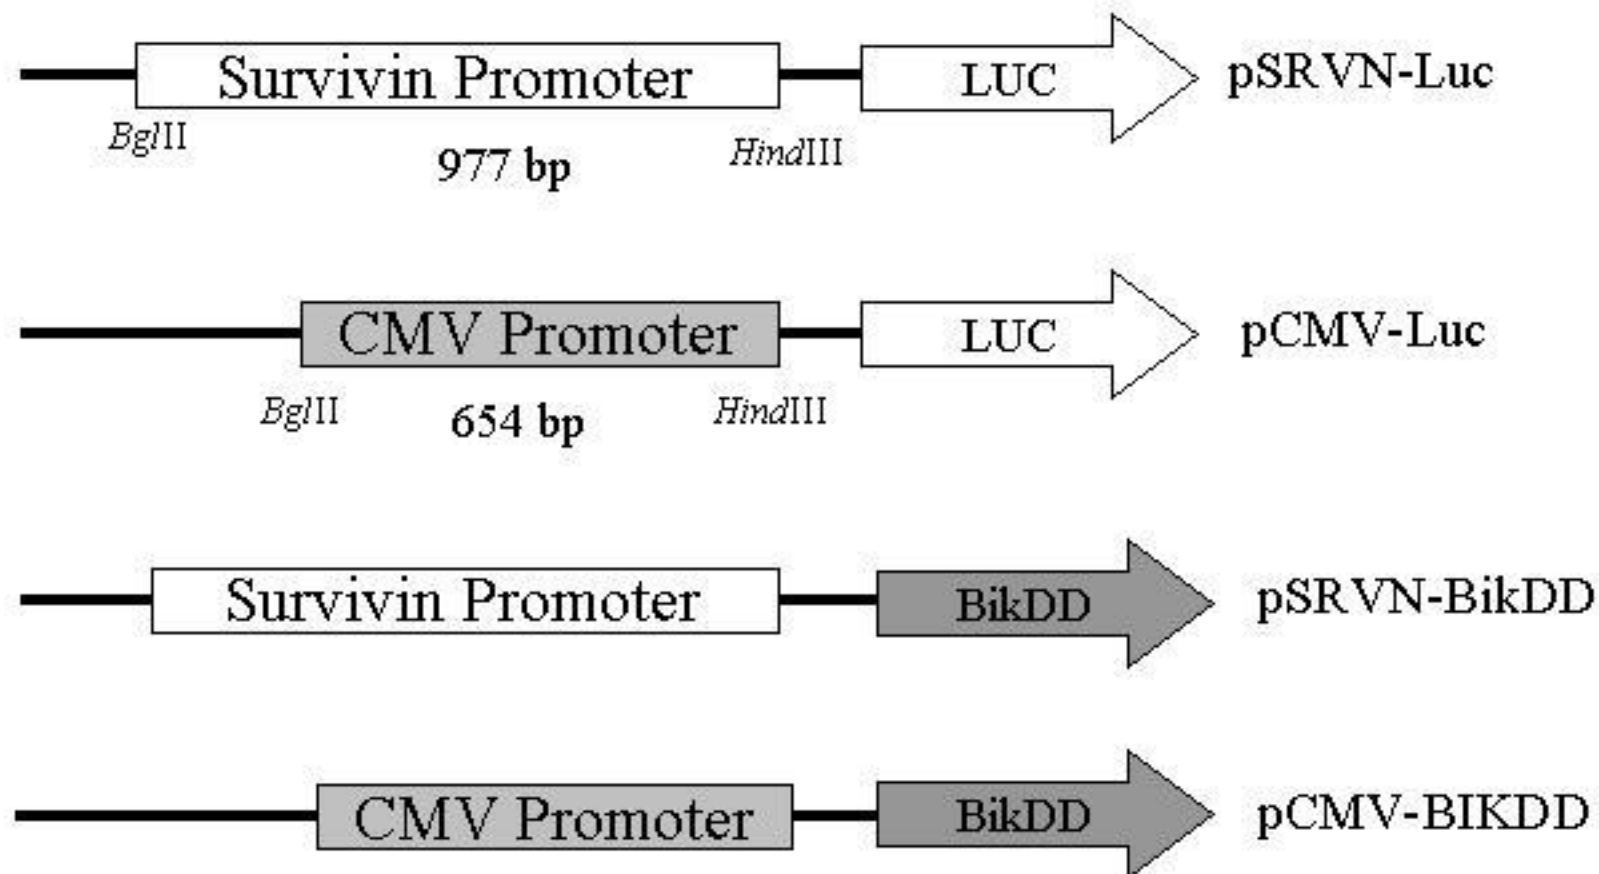 Survivin Promoter LUC pSRVN-Luc
BglII 977 bp HindIII
CMV Promoter LUC pCMV-Luc
BglII 654 bp HindIII
Survivin Promoter BikDD pSRVN-BikDD
CMV Promoter BikDD pCMV-BIKDD